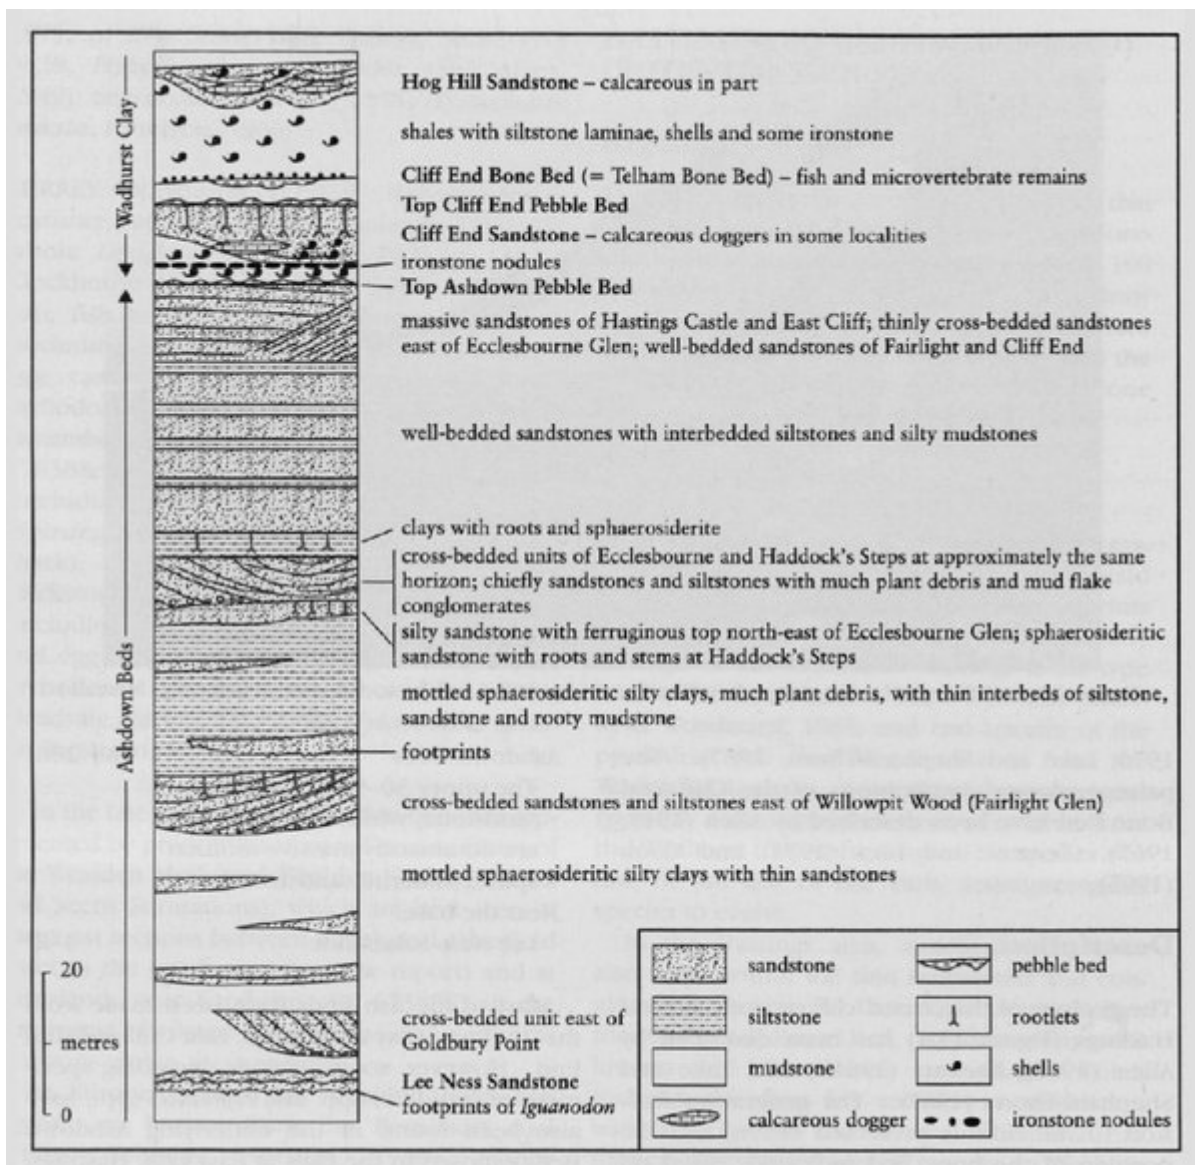 Hog Hill Sandstone – calcareous in part
shales with siltstone laminae, shells and some ironstone
Cliff End Bone Bed (= Telham Bone Bed) – fish and microvertebrate remains
Top Cliff End Pebble Bed
Cliff End Sandstone – calcareous doggers in some localities
ironstone nodules
Top Ashdown Pebble Bed
massive sandstones of Hastings Castle and East Cliff; thinly cross-bedded sandstones
east of Ecclesbourne Glen; well-bedded sandstones of Fairlight and Cliff End
well-bedded sandstones with interbedded siltstones and silty mudstones
clays with roots and sphaerosiderite
cross-bedded units of Ecclesbourne and Haddock's Steps at approximately the same
horizon; chiefly sandstones and siltstones with much plant debris and mud flake
conglomerates
silty sandstone with ferruginous top north-east of Ecclesbourne Glen; sphaerosideritic
sandstone with roots and stems at Haddock's Steps
mottled sphaerosideritic silty clays, much plant debris, with thin interbeds of siltstone,
sandstone and rooty mudstone
footprints
cross-bedded sandstones and siltstones east of Willowpit Wood (Fairlight Glen)
mottled sphaerosideritic silty clays with thin sandstones
cross-bedded unit east of
Goldbury Point
Lee Ness Sandstone
footprints of Iguanodon
Wadhurst Clay
Ashdown Beds
20
metres
0
sandstone
siltstone
mudstone
calcareous dogger
pebble bed
rootlets
shells
ironstone nodules